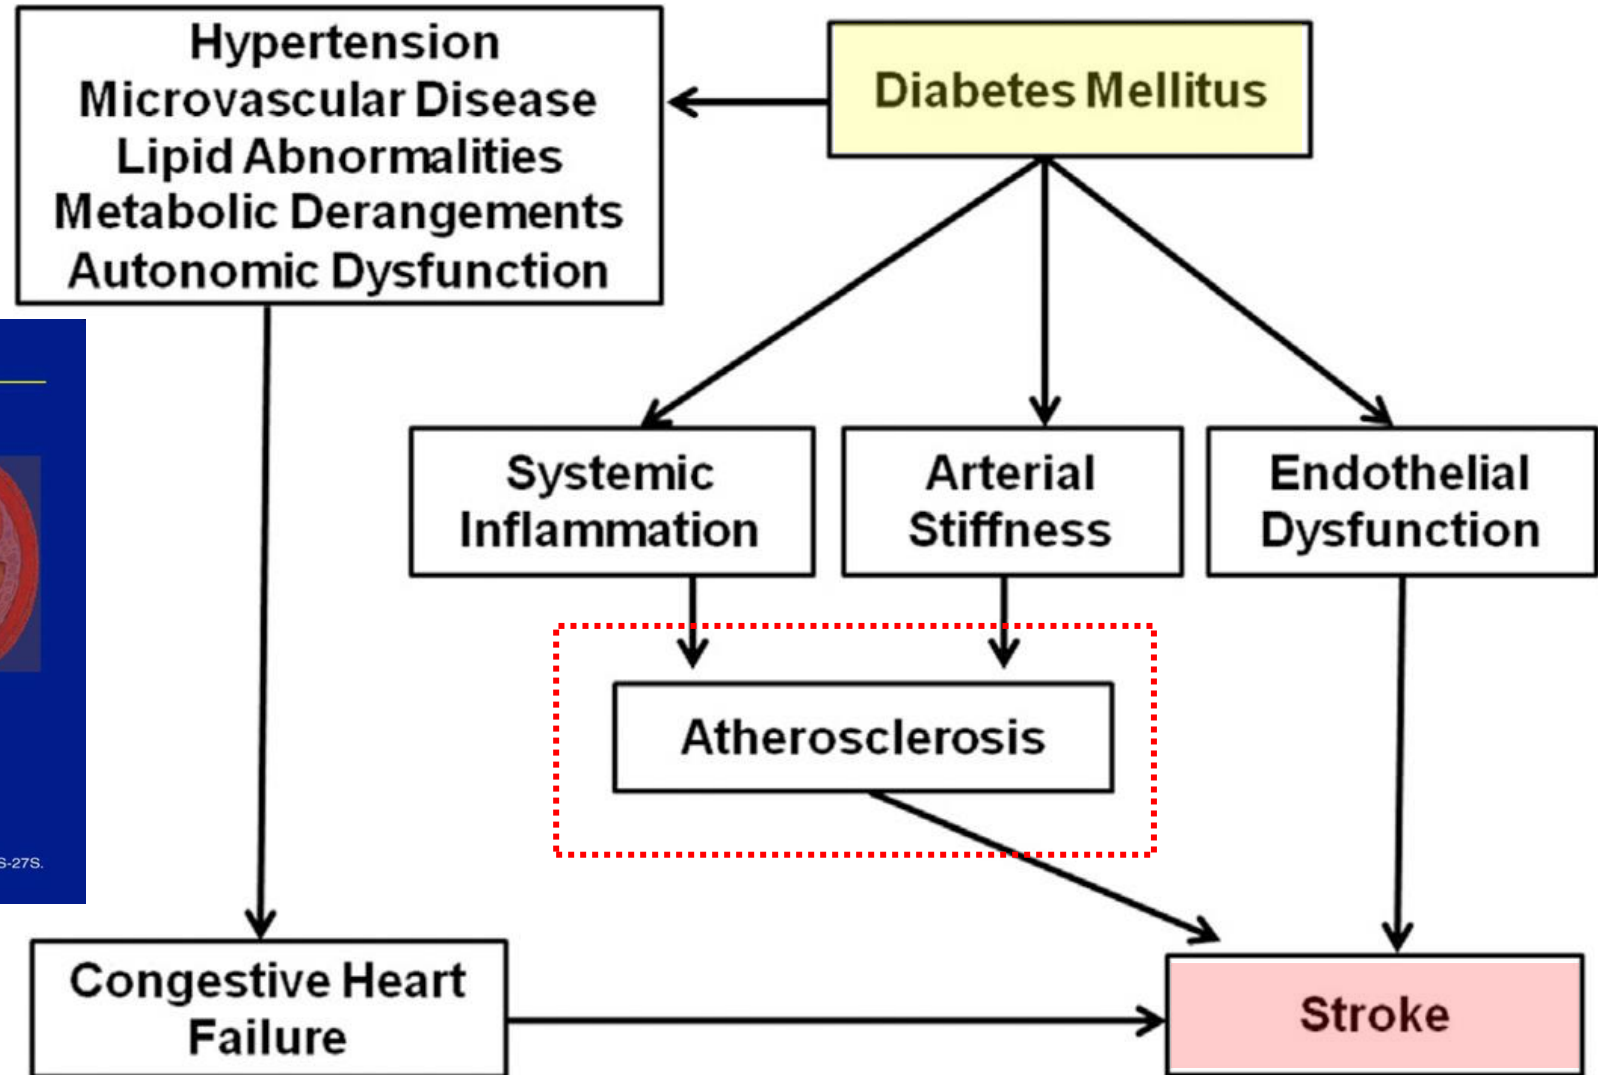 Hypertension
Microvascular Disease
Lipid Abnormalities
Metabolic Derangements
Autonomic Dysfunction
Diabetes Mellitus
Systemic
Inflammation
Arterial
Stiffness
Endothelial
Dysfunction
Atherosclerosis
S-27S.
Congestive Heart
Failure
Stroke